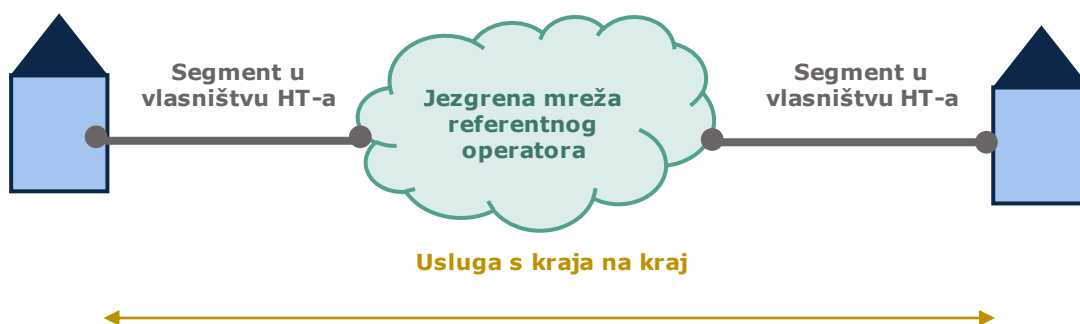 Segment u
vlasništvu HT-a
Jezgrena mreža
referentnog
operatora
Segment u
vlasništvu HT-a
Usluga s kraja na kraj